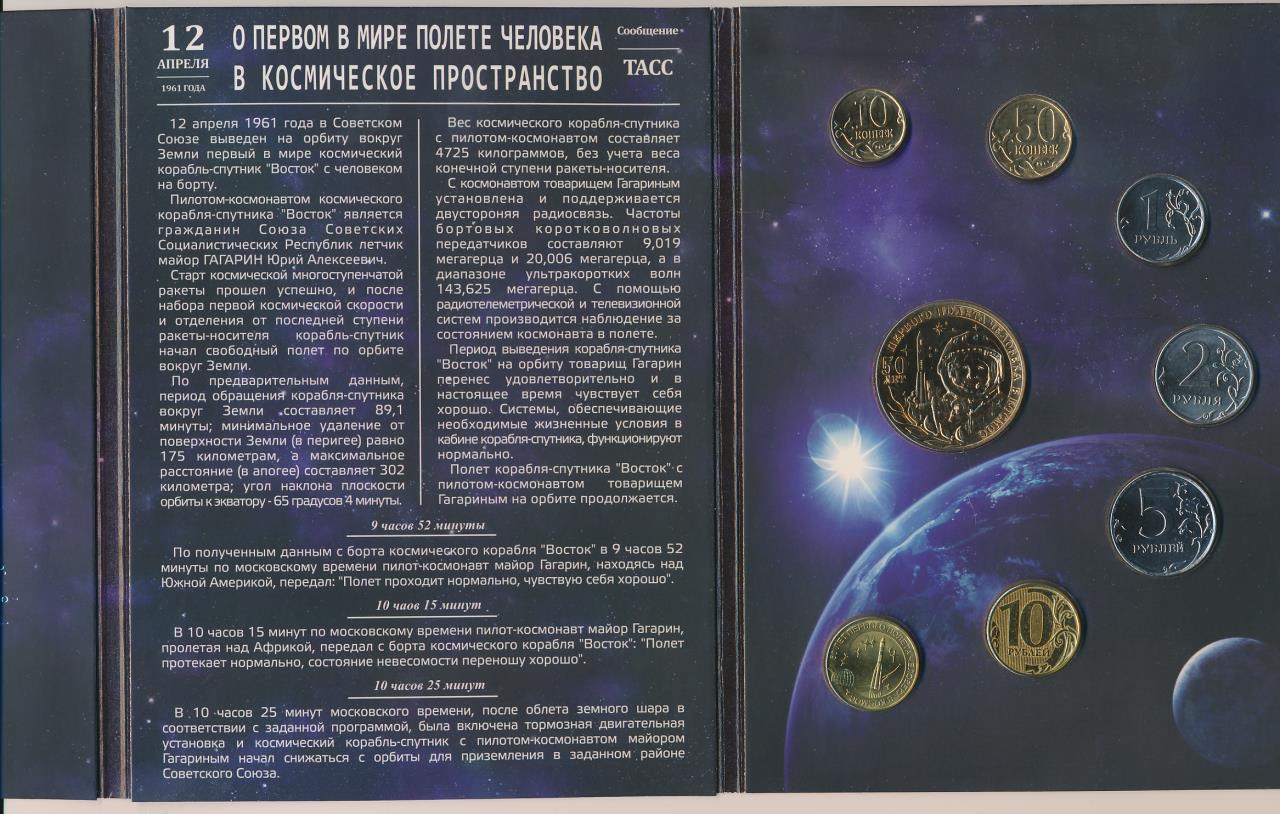 12
АПРЕЛЯ
1961 ГОДА
О ПЕРВОМ В МИРЕ ПОЛЕТЕ ЧЕЛОВЕКА
В КОСМИЧЕСКОЕ ПРОСТРАНСТВО
Сообщение
ТАСС
12 апреля 1961 года в Советском
Союзе выведен на орбиту вокруг
Земли первый в мире космический
корабль-спутник "Восток" с человеком
на борту.
Пилотом-космонавтом космического
корабля-спутника "Восток" является
гражданин Союза Советских
Социалистических Республик летчик
майор ГАГАРИН Юрий Алексеевич.
Старт космической многоступенчатой
ракеты прошел успешно, и после
набора первой космической скорости
и отделения от последней ступени
ракеты-носителя корабль-спутник
начал свободный полет по орбите
вокруг Земли.
По предварительным данным,
период обращения корабля-спутника
вокруг Земли составляет 89,1
минуты; минимальное удаление от
поверхности Земли (в перигее) равно
175 километрам, а максимальное
расстояние (в апогее) составляет 302
километра; угол наклона плоскости
орбиты к экватору - 65 градусов 4 минуты.
Вес космического корабля-спутника
с пилотом-космонавтом составляет
4725 килограммов, без учета веса
конечной ступени ракеты-носителя.
С космонавтом товарищем Гагариным
установлена и поддерживается
двустороняя радиосвязь. Частоты
бортовых коротковолновых
передатчиков составляют 9,019
мегагерца и 20,006 мегагерца, а в
диапазоне ультракоротких волн
143,625 мегагерца. С помощью
радиотелеметрической и телевизионной
систем производится наблюдение за
состоянием космонавта в полете.
Период выведения корабля-спутника
"Восток" на орбиту товарищ Гагарин
перенес удовлетворительно и в
настоящее время чувствует себя
хорошо. Системы, обеспечивающие
необходимые жизненные условия в
кабине корабля-спутника, функционируют
нормально.
Полет корабля-спутника "Восток" с
пилотом-космонавтом товарищем
Гагариным на орбите продолжается.
9 часов 52 минуты
По полученным данным с борта космического корабля "Восток" в 9 часов 52
минуты по московскому времени пилот-космонавт майор Гагарин, находясь над
Южной Америкой, передал: "Полет проходит нормально, чувствую себя хорошо".
10 чаов 15 минут
В 10 часов 15 минут по московскому времени пилот-космонавт майор Гагарин,
пролетая над Африкой, передал с борта космического корабля "Восток": "Полет
протекает нормально, состояние невесомости переношу хорошо".
10 часов 25 минут
В 10 часов 25 минут московского времени, после облета земного шара в
соответствии с заданной программой, была включена тормозная двигательная
установка и космический корабль-спутник с пилотом-космонавтом майором
Гагариным начал снижаться с орбиты для приземления в заданном районе
Советского Союза.
10
КОПЕЕК
50
КОПЕЕК
1
РУБЛЬ
2
РУБЛЯ
50
ЛЕТ
ПЕРВОГО ПОЛЕТА ЧЕЛОВЕКА В КОСМОС
5
РУБЛЕЙ
10
РУБЛЕЙ